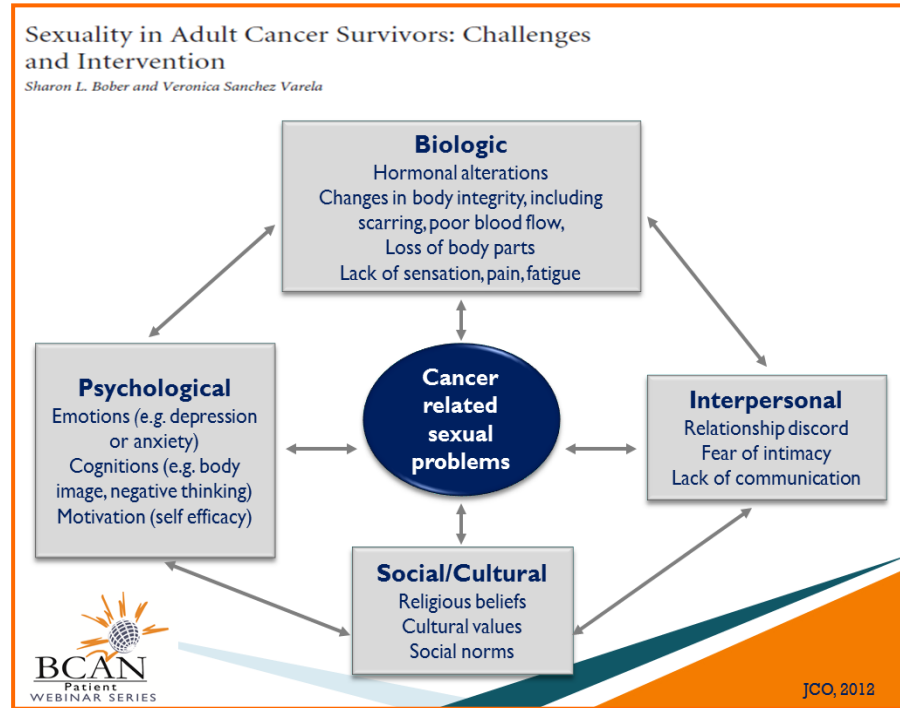 Sexuality in Adult Cancer Survivors: Challenges
and Intervention
Sharon L. Bober and Veronica Sanchez Varela
Biologic
Hormonal alterations
Changes in body integrity, including
scarring, poor blood flow,
Loss of body parts
Lack of sensation, pain, fatigue
Psychological
Emotions (e.g. depression
or anxiety)
Cognitions (e.g. body
image, negative thinking)
Motivation (self efficacy)
Cancer
related
sexual
problems
Interpersonal
Relationship discord
Fear of intimacy
Lack of communication
Social/Cultural
Religious beliefs
Cultural values
Social norms
BCAN
Patient
WEBINAR SERIES
JCO, 2012